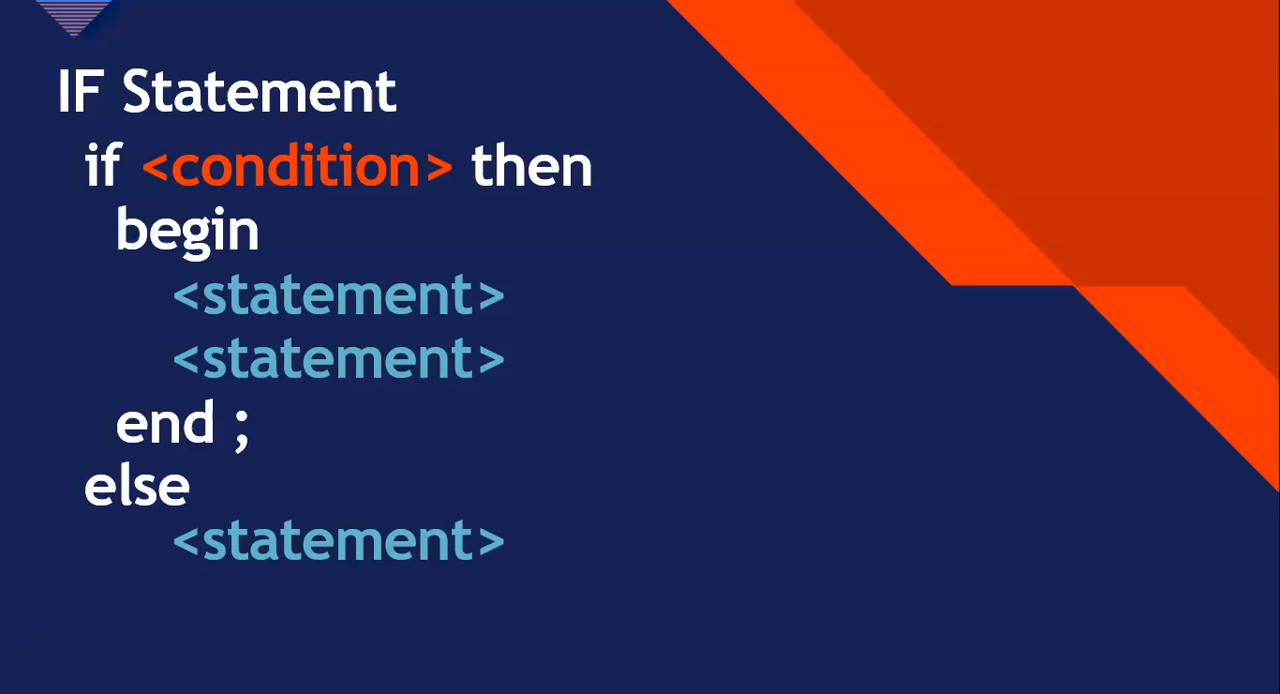 IF Statement
if <condition> then
begin
<statement>
<statement>
end ;
else
<statement>